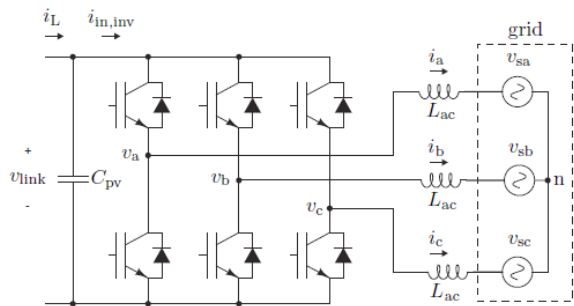 i_L
i_in,inv
grid
i_a
v_sa
L_ac
v_a
i_b
v_sb
n
v_b
L_ac
+
v_link
-
C_pv
v_c
i_c
v_sc
L_ac